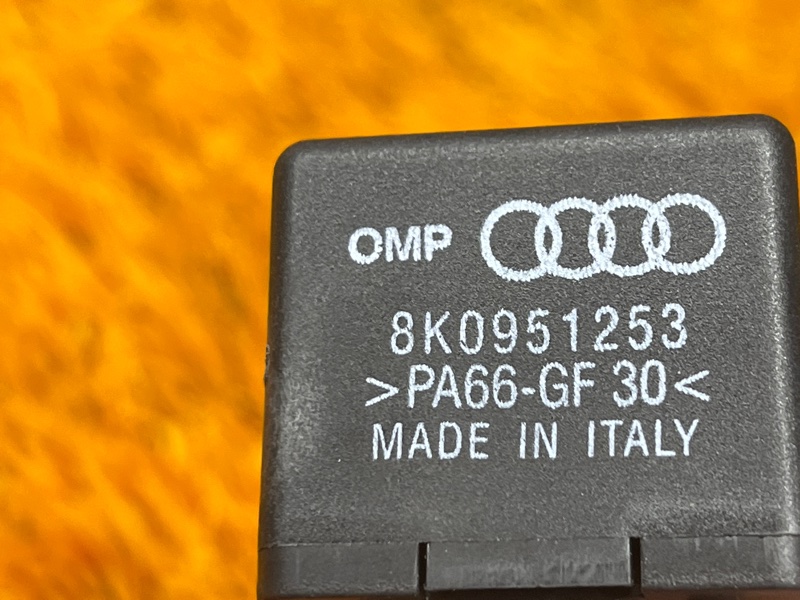 OMP
8K0951253
>PA66-GF 30<
MADE IN ITALY